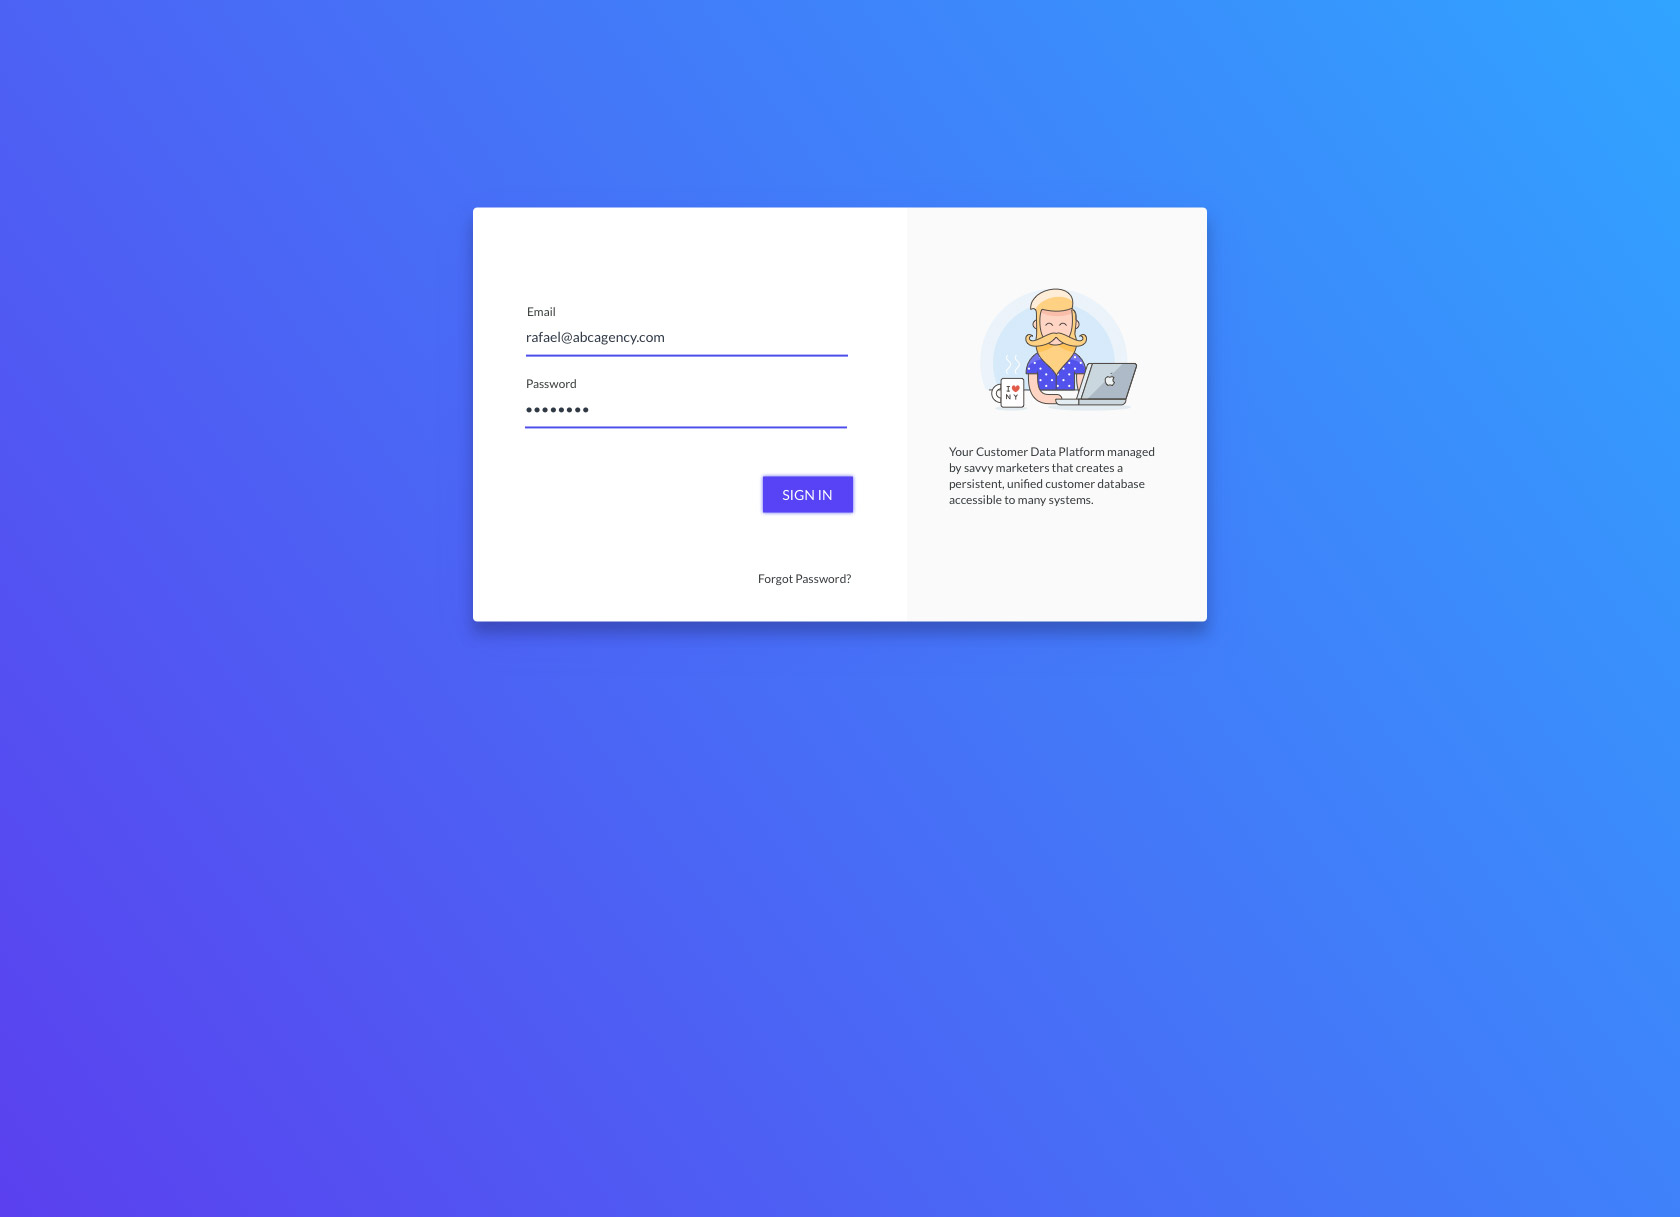 Email
rafael@abcagency.com
Password
••••••••
SIGN IN
Forgot Password?
I ♥
N Y
Your Customer Data Platform managed
by savvy marketers that creates a
persistent, unified customer database
accessible to many systems.